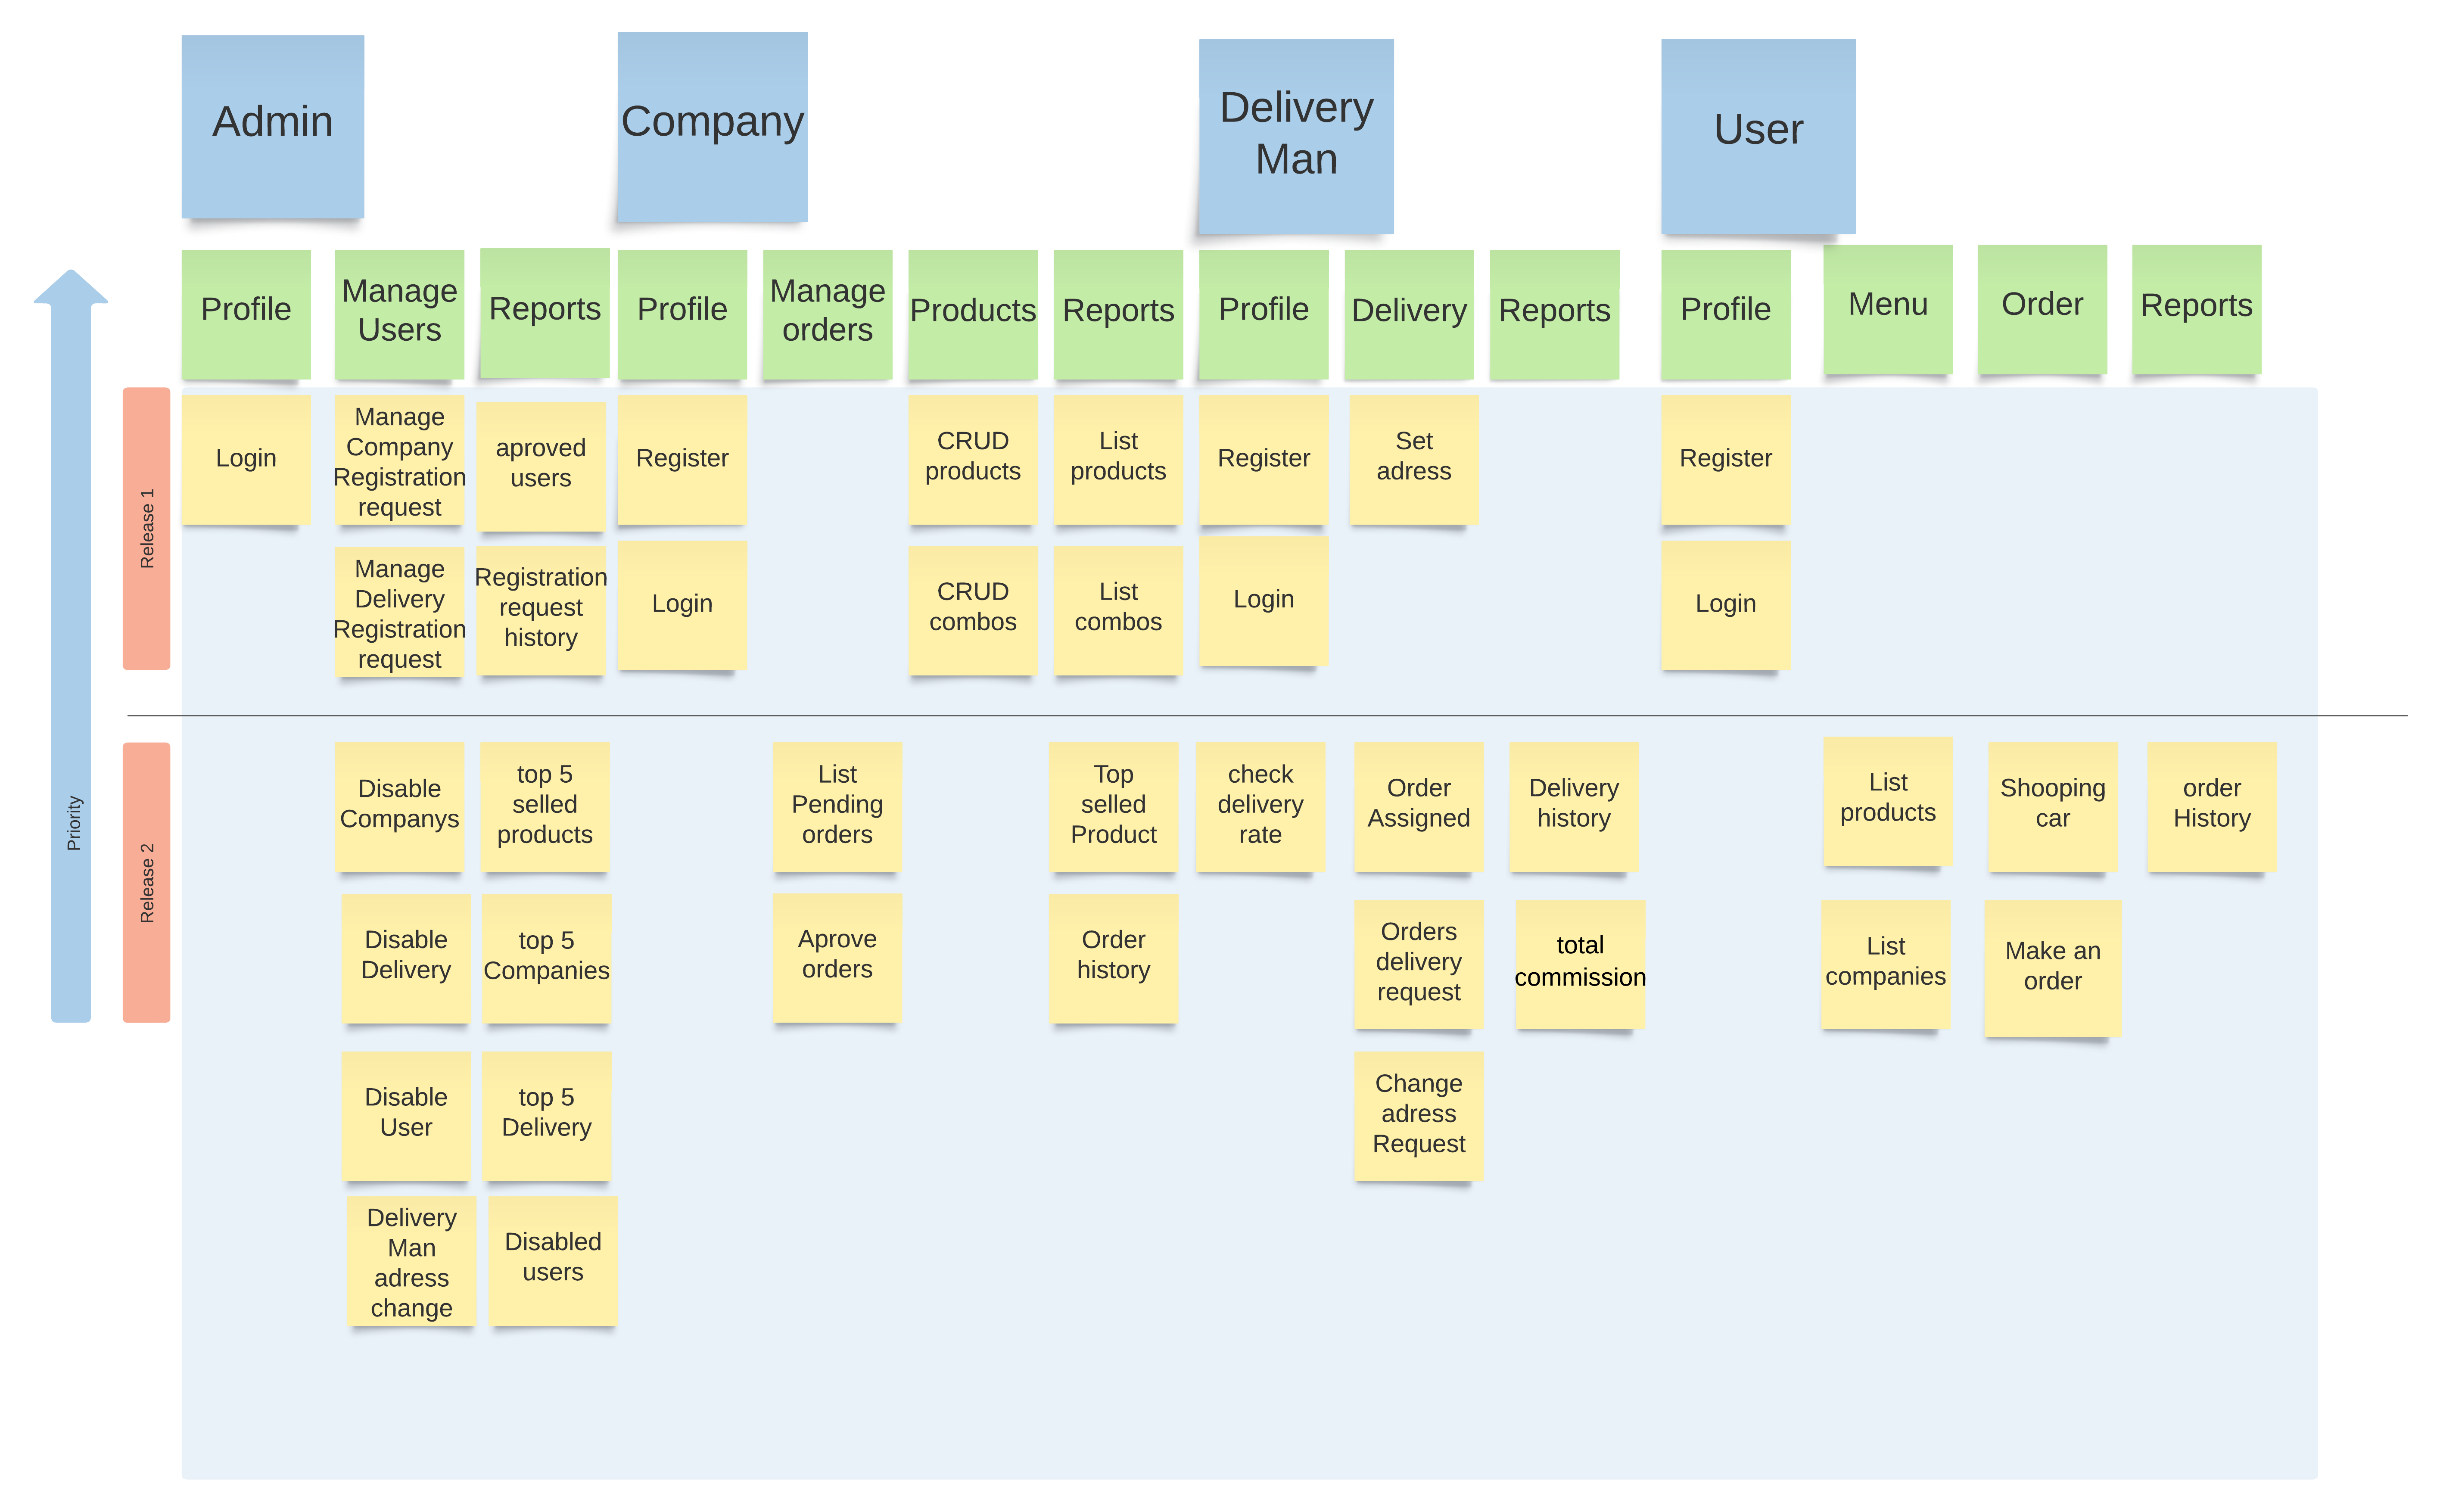 Admin
Company
Delivery
Man
User
Profile
Manage
Users
Reports
Profile
Manage
orders
Products
Reports
Profile
Delivery
Reports
Profile
Menu
Order
Reports
Priority
Release 1
Login
Manage
Company
Registration
request
aproved
users
Register
CRUD
products
List
products
Register
Set
adress
Register
Manage
Delivery
Registration
request
Registration
request
history
Login
CRUD
combos
List
combos
Login
Login
Release 2
Disable
Companys
top 5
selled
products
List
Pending
orders
Top
selled
Product
check
delivery
rate
Order
Assigned
Delivery
history
List
products
Shooping
car
order
History
Disable
Delivery
top 5
Companies
Aprove
orders
Order
history
Orders
delivery
request
total
commission
List
companies
Make an
order
Disable
User
top 5
Delivery
Change
adress
Request
Delivery
Man
adress
change
Disabled
users